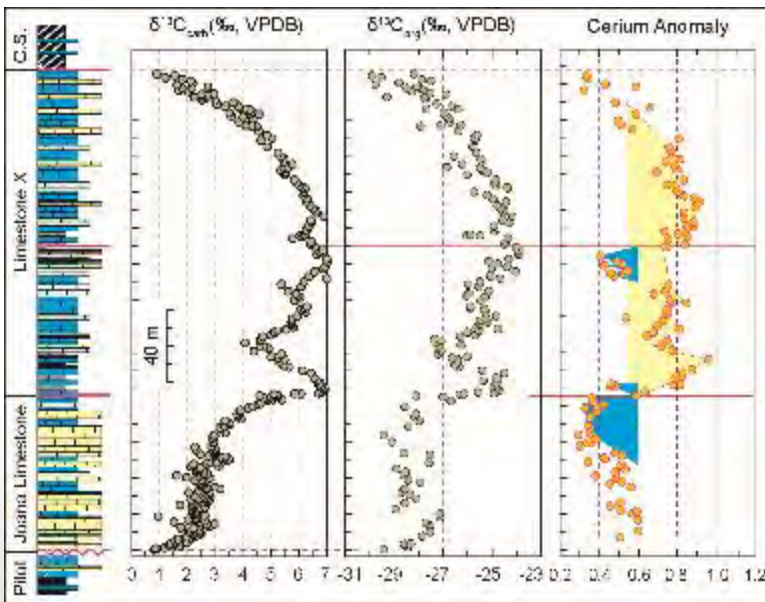 δ¹³Ccarb(‰, VPDB)
δ¹³Corg(‰, VPDB)
Cerium Anomaly
C.S.
Limestone X
Joana Limestone
Pilot
40 m
0 1 2 3 4 5 6 7
-31 -29 -27 -25 -23
0.2 0.4 0.6 0.8 1.0 1.2